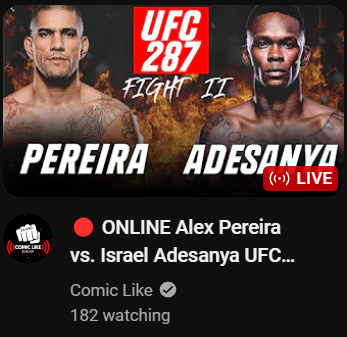 UFC
287
FIGHT II
PEREIRA ADESANYA
LIVE
COMIC LIKE
ONLINE Alex Pereira
vs. Israel Adesanya UFC...
Comic Like
182 watching